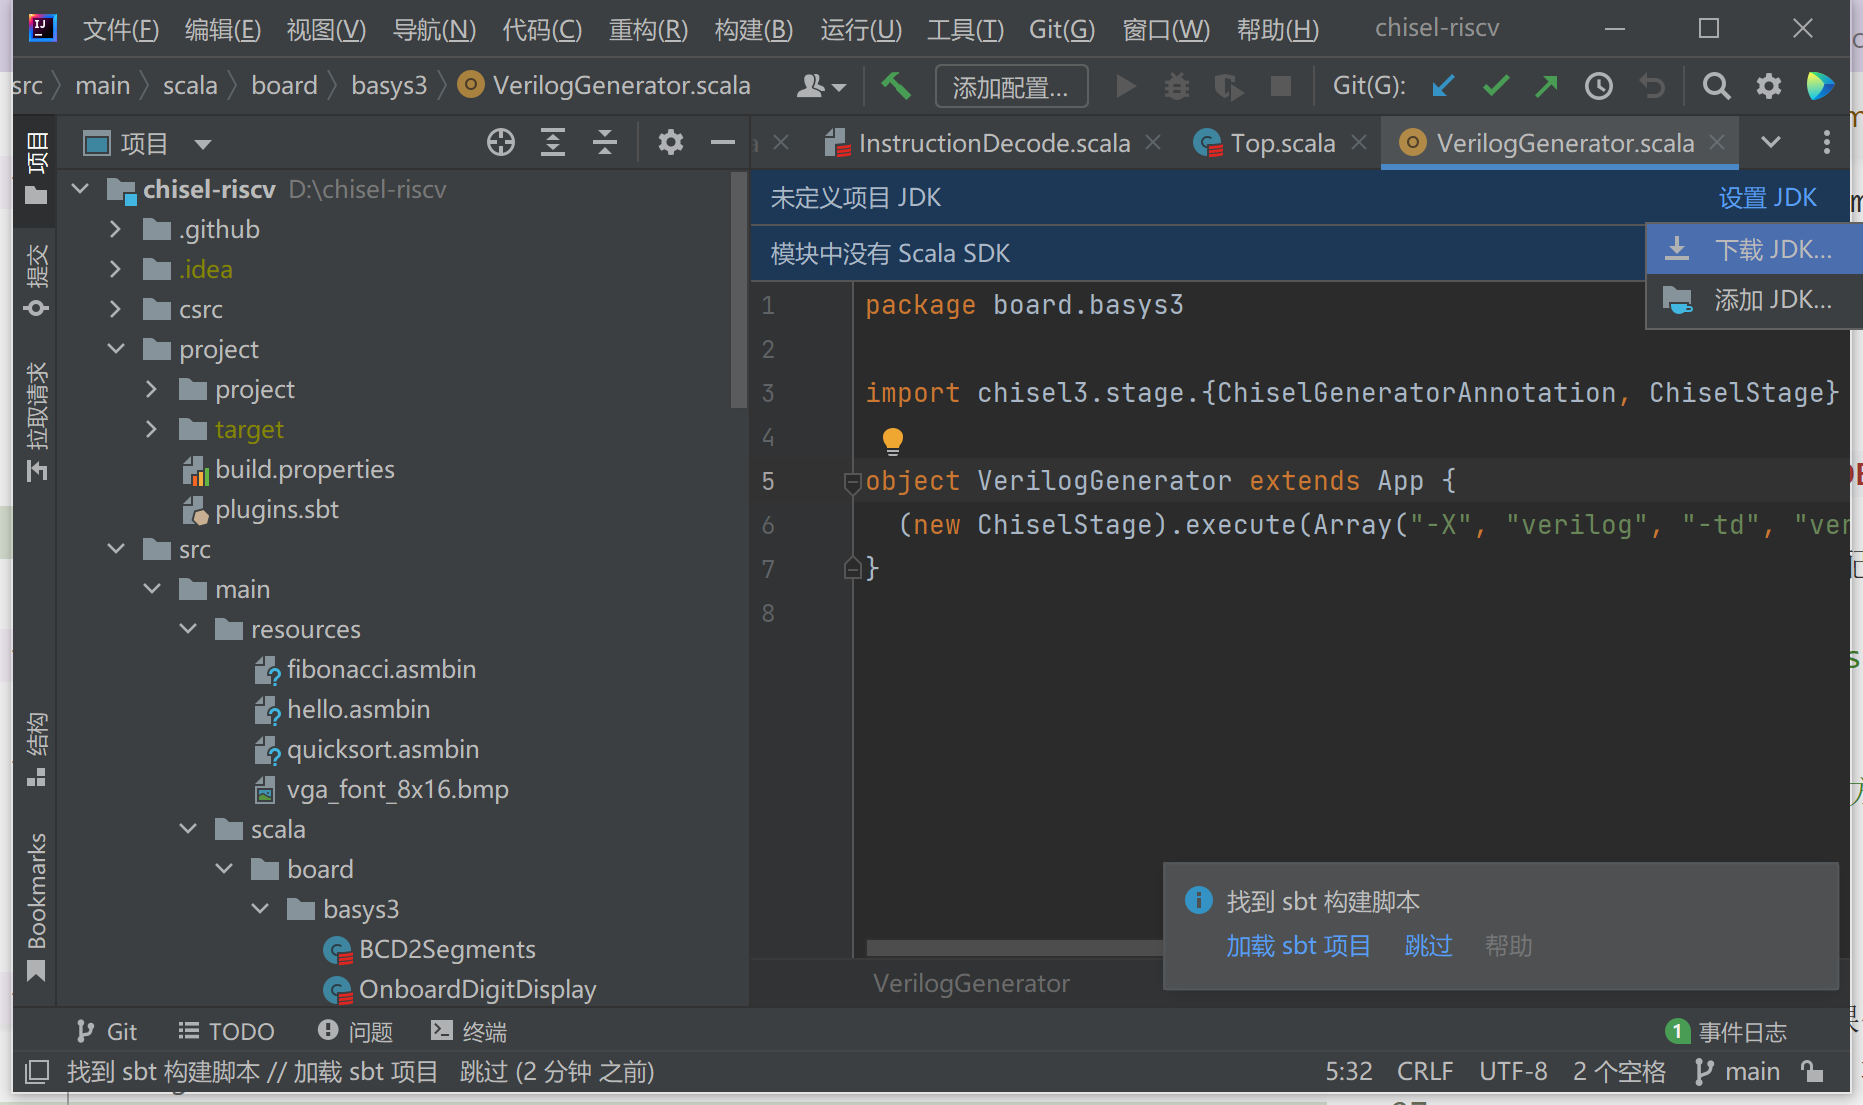 文件(F) 编辑(E) 视图(V) 导航(N) 代码(C) 重构(R) 构建(B) 运行(U) 工具(T) Git(G) 窗口(W) 帮助(H) chisel-riscv
src main scala board basys3 VerilogGenerator.scala 添加配置... Git(G):
项目 InstructionDecode.scala Top.scala VerilogGenerator.scala
chisel-riscv D:\chisel-riscv
.github
.idea
csrc
project
project
target
build.properties
plugins.sbt
src
main
resources
fibonacci.asmbin
hello.asmbin
quicksort.asmbin
vga_font_8x16.bmp
scala
board
basys3
BCD2Segments
OnboardDigitDisplay
项目
提交
拉取请求
结构
Bookmarks
未定义项目 JDK 设置 JDK
模块中没有 Scala SDK
下载 JDK...
添加 JDK...
1 package board.basys3
2
3 import chisel3.stage.{ChiselGeneratorAnnotation, ChiselStage}
4
5 object VerilogGenerator extends App {
6 (new ChiselStage).execute(Array("-X", "verilog", "-td", "ver
7 }
8
找到 sbt 构建脚本
加载 sbt 项目 跳过 帮助
VerilogGenerator
Git TODO 问题 终端 1 事件日志
找到 sbt 构建脚本 // 加载 sbt 项目 跳过 (2 分钟 之前) 5:32 CRLF UTF-8 2 个空格 main